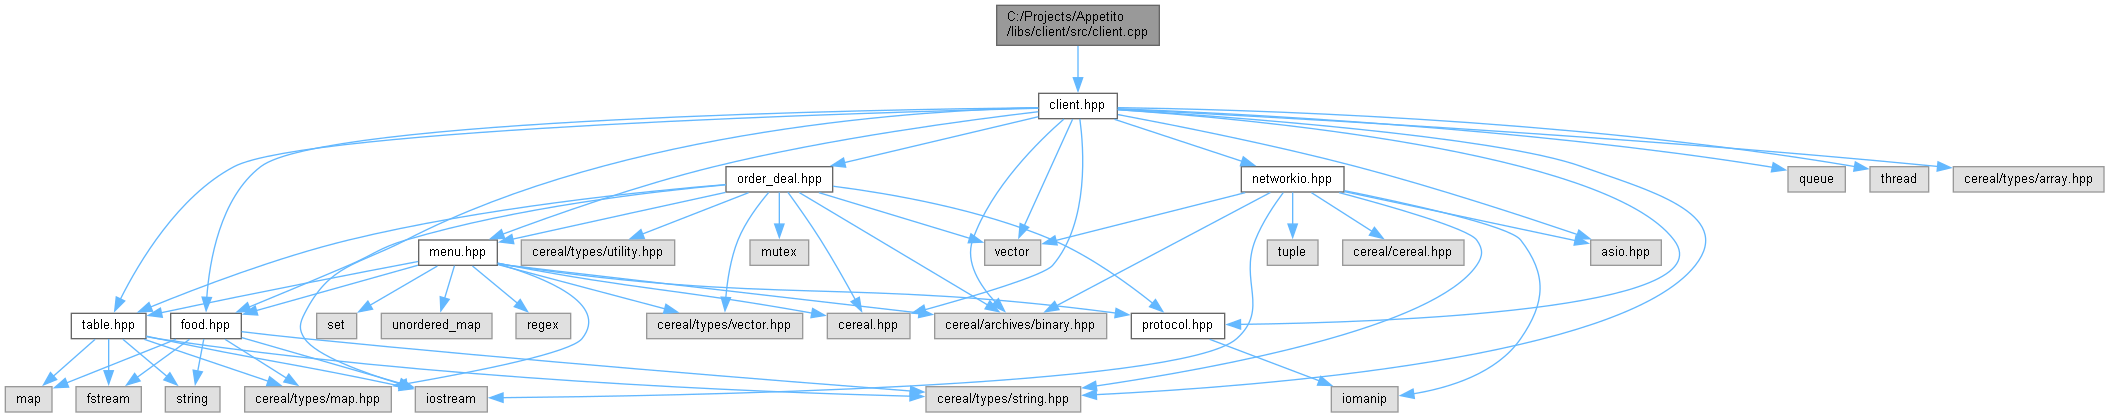 C:/Projects/Appetito
/libs/client/src/client.cpp
client.hpp
order_deal.hpp
networkio.hpp
queue
thread
cereal/types/array.hpp
menu.hpp
cereal/types/utility.hpp
mutex
vector
tuple
cereal/cereal.hpp
asio.hpp
table.hpp
food.hpp
set
unordered_map
regex
cereal/types/vector.hpp
cereal.hpp
cereal/archives/binary.hpp
protocol.hpp
map
fstream
string
cereal/types/map.hpp
iostream
cereal/types/string.hpp
iomanip